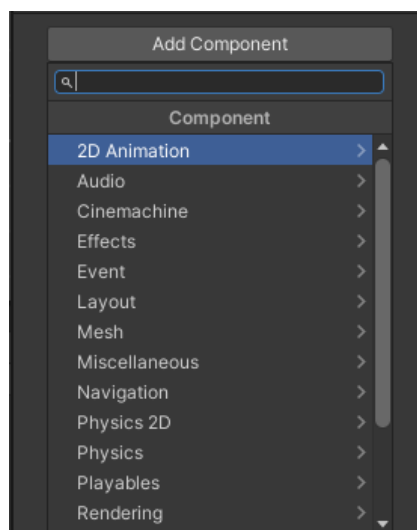 Add Component
Component
2D Animation
Audio
Cinemachine
Effects
Event
Layout
Mesh
Miscellaneous
Navigation
Physics 2D
Physics
Playables
Rendering